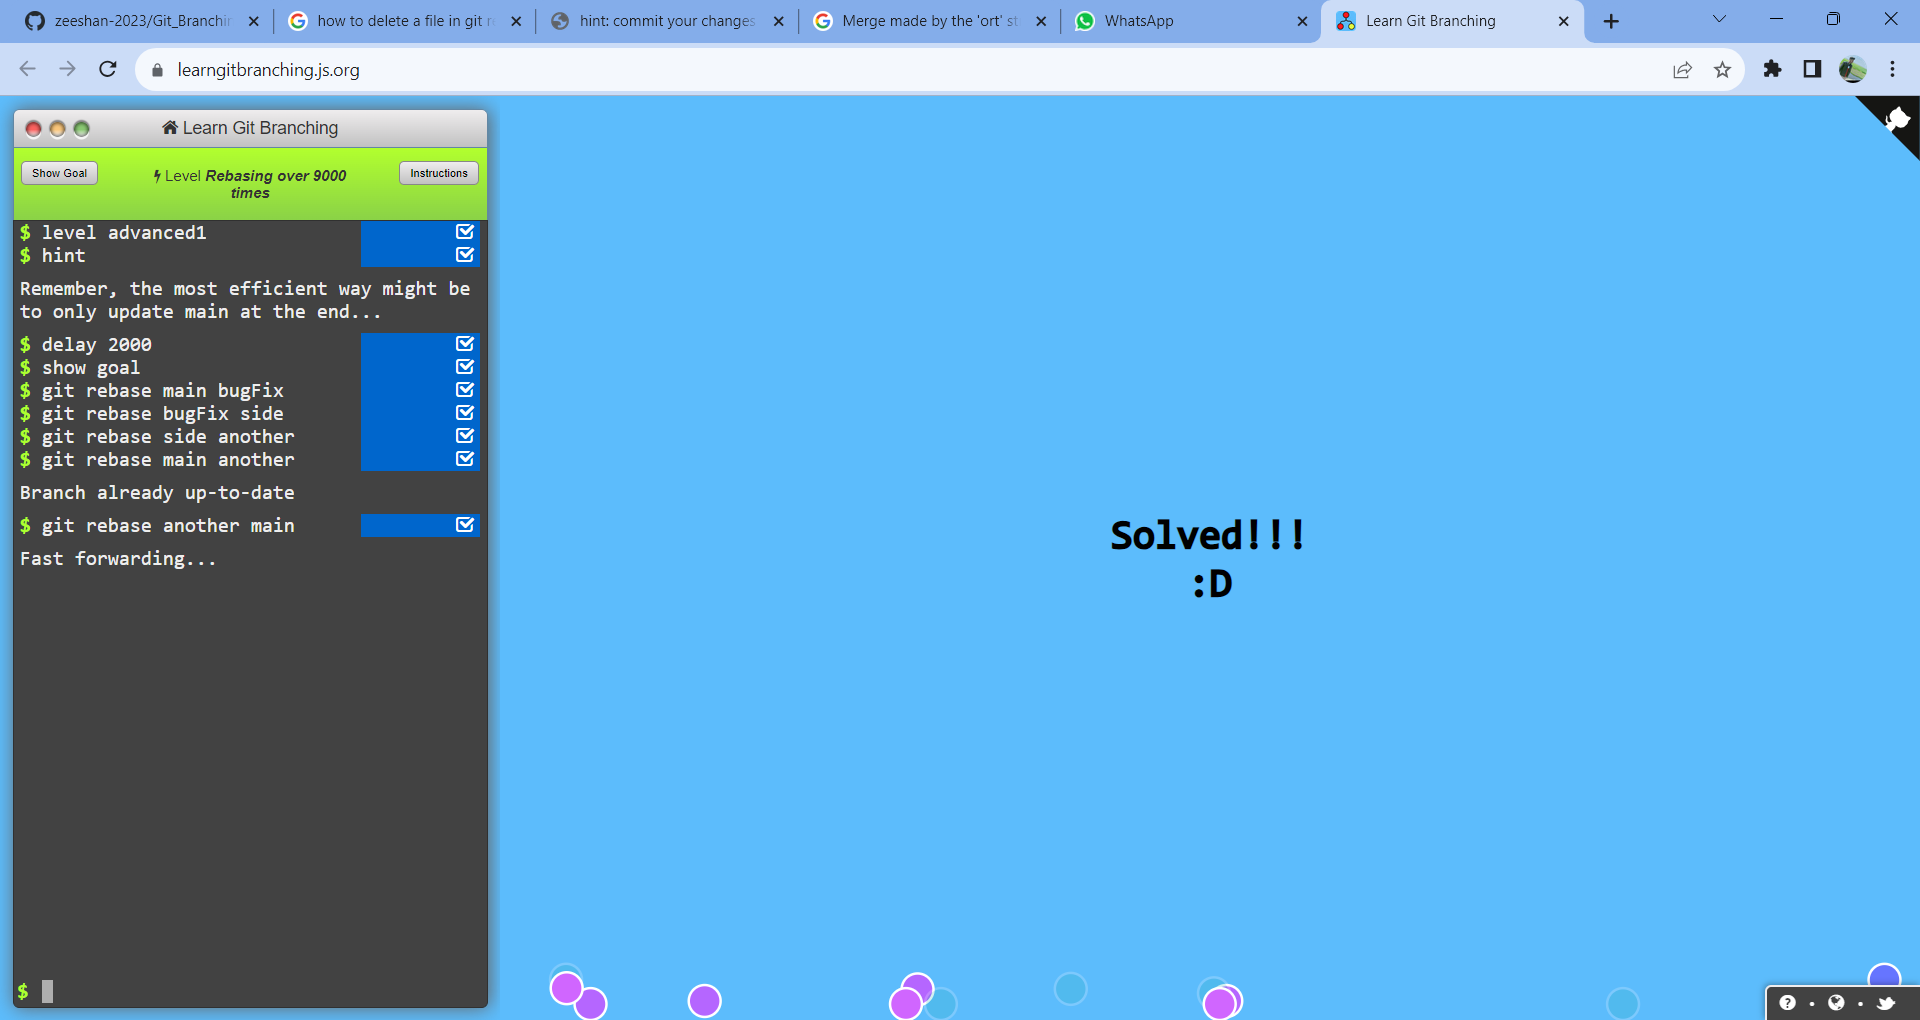 zeeshan-2023/Git_Branchin
how to delete a file in git re
hint: commit your changes
Merge made by the 'ort' st
WhatsApp
Learn Git Branching
learngitbranching.js.org
Learn Git Branching
Show Goal
Level Rebasing over 9000
times
Instructions
$ level advanced1
$ hint
Remember, the most efficient way might be
to only update main at the end...
$ delay 2000
$ show goal
$ git rebase main bugFix
$ git rebase bugFix side
$ git rebase side another
$ git rebase main another
Branch already up-to-date
$ git rebase another main
Fast forwarding...
$
Solved!!!
:D